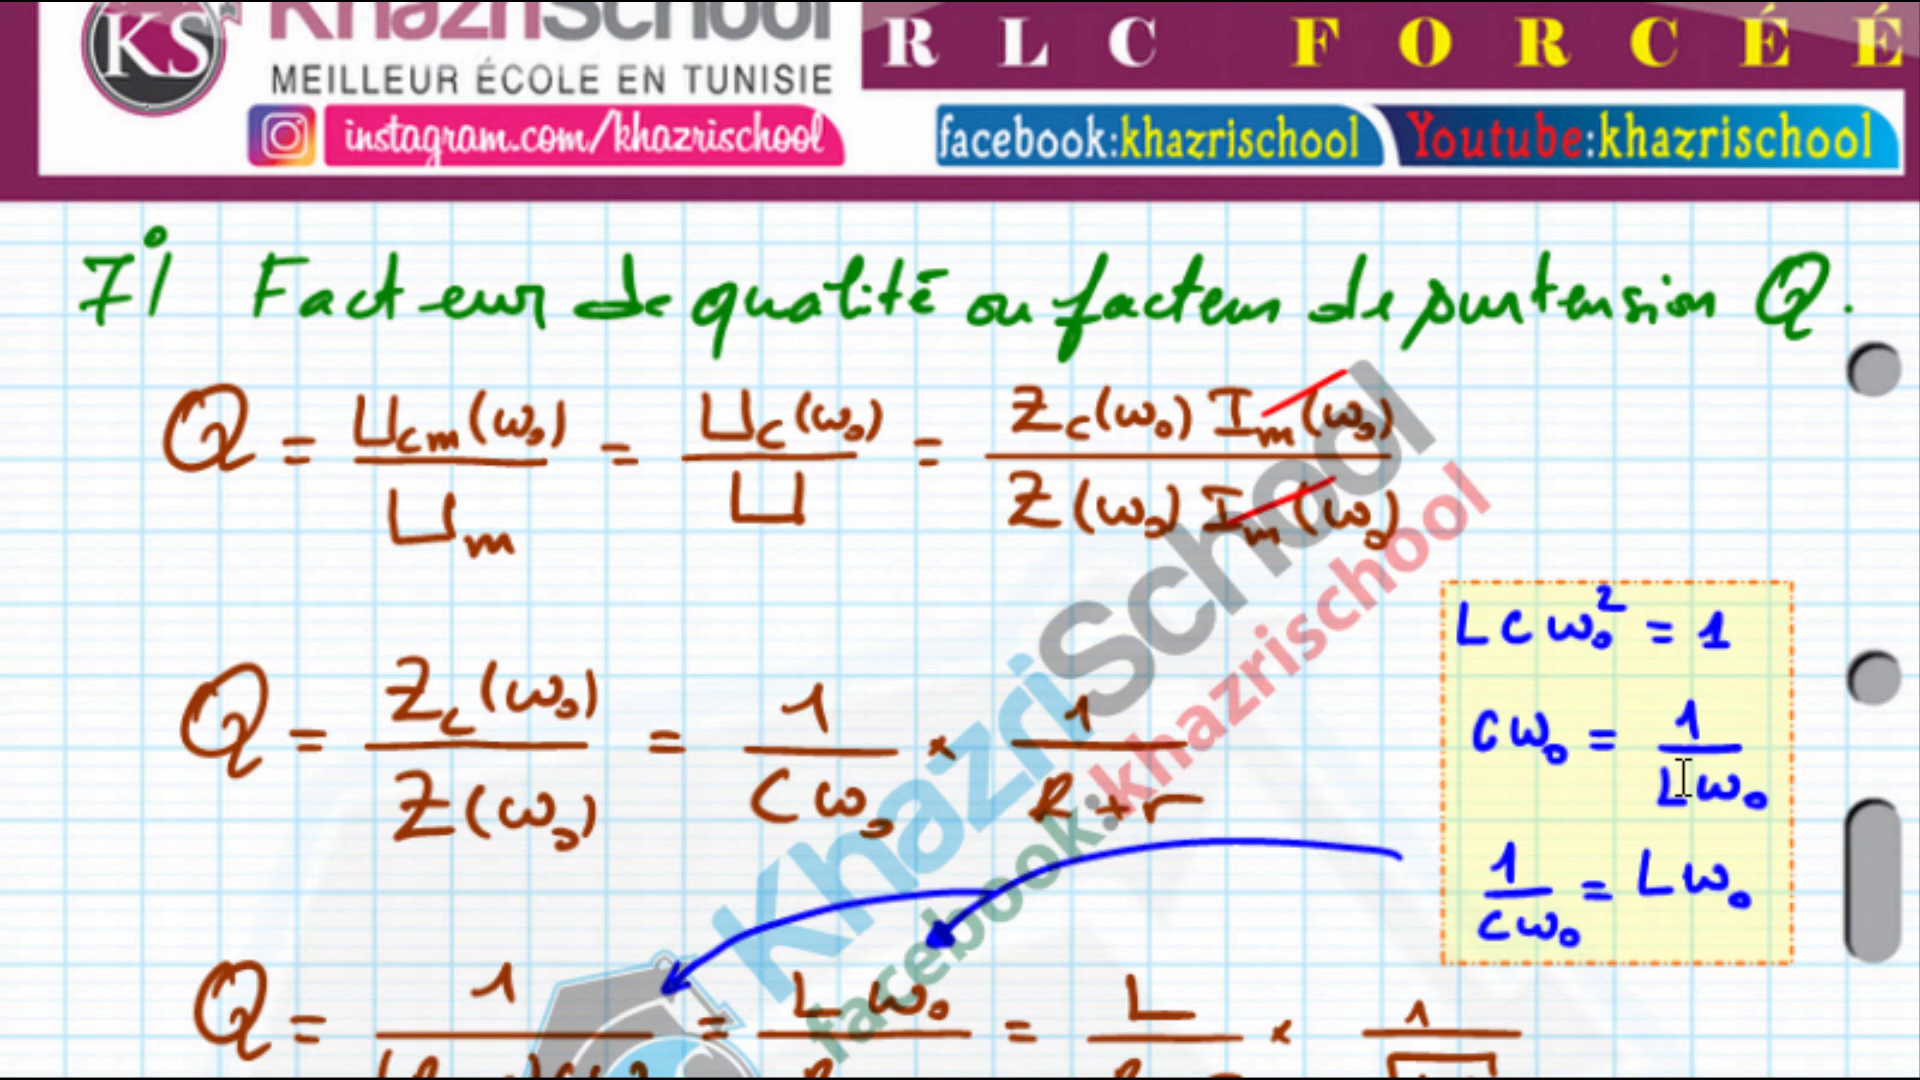 KS KhazriSchool R L C F O R C É É
MEILLEUR ÉCOLE EN TUNISIE
instagram.com/khazrischool facebook:khazrischool Youtube:khazrischool
7°/ Facteur de qualité ou facteur de surtension Q.
Q = Ucm(ω₀) / Um = Uc(ω₀) / U = Zc(ω₀) Im(ω₀) / Z(ω₀) Im(ω₀)
LCω₀² = 1
Cω₀ = 1 / Lω₀
1 / Cω₀ = Lω₀
Q = Zc(ω₀) / Z(ω₀) = 1 / Cω₀ × 1 / R+r
Q = 1 / = Lω₀ / = L / × 1 /
KhazriSchool
facebook:khazrischool